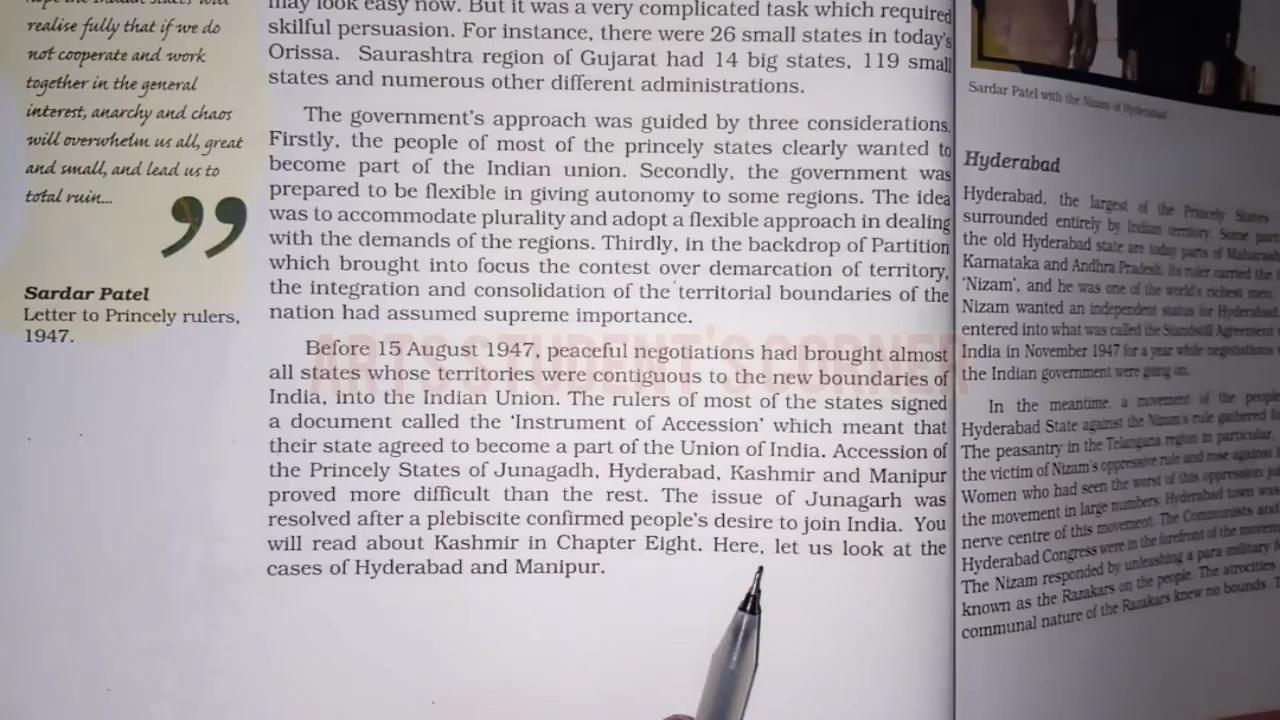 realise fully that if we do
not cooperate and work
together in the general
interest, anarchy and chaos
will overwhelm us all, great
and small, and lead us to
total ruin...
”
Sardar Patel
Letter to Princely rulers,
1947.
may look easy now. But it was a very complicated task which required
skilful persuasion. For instance, there were 26 small states in today's
Orissa. Saurashtra region of Gujarat had 14 big states, 119 small
states and numerous other different administrations.
The government's approach was guided by three considerations.
Firstly, the people of most of the princely states clearly wanted to
become part of the Indian union. Secondly, the government was
prepared to be flexible in giving autonomy to some regions. The idea
was to accommodate plurality and adopt a flexible approach in dealing
with the demands of the regions. Thirdly, in the backdrop of Partition
which brought into focus the contest over demarcation of territory,
the integration and consolidation of the territorial boundaries of the
nation had assumed supreme importance.
Before 15 August 1947, peaceful negotiations had brought almost
all states whose territories were contiguous to the new boundaries of
India, into the Indian Union. The rulers of most of the states signed
a document called the 'Instrument of Accession' which meant that
their state agreed to become a part of the Union of India. Accession of
the Princely States of Junagadh, Hyderabad, Kashmir and Manipur
proved more difficult than the rest. The issue of Junagarh was
resolved after a plebiscite confirmed people's desire to join India. You
will read about Kashmir in Chapter Eight. Here, let us look at the
cases of Hyderabad and Manipur.
ARTS STUDENT'S CORNER
Sardar Patel with the Nizam of Hyderabad
Hyderabad
Hyderabad, the largest of the Princely States
surrounded entirely by Indian territory. Some
the old Hyderabad state are today parts of
Karnataka and Andhra Pradesh. Its ruler carried the
'Nizam', and he was one of the world's richest men.
Nizam wanted an independent status for Hyderabad.
entered into what was called the Standstill Agreement
India in November 1947 for a year while negotiations
the Indian government were going on.
In the meantime, a movement of the people
Hyderabad State against the Nizam's rule gathered
The peasantry in the Telangana region in particular,
the victim of Nizam's oppressive rule and rose against
Women who had seen the worst of this oppression
the movement in large numbers. Hyderabad town was
nerve centre of this movement. The Communists and
Hyderabad Congress were in the forefront of the
The Nizam responded by unleashing a para-military
known as the Razakars on the people. The atrocities
communal nature of the Razakars knew no bounds.